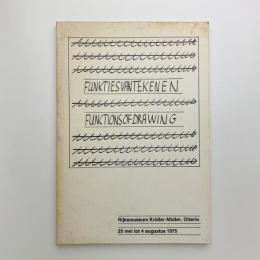 FUNKTIES VAN TEKENEN
FUNCTIONS OF DRAWING
Rijksmuseum Kröller-Müller, Otterlo
25 mei tot 4 augustus 1975